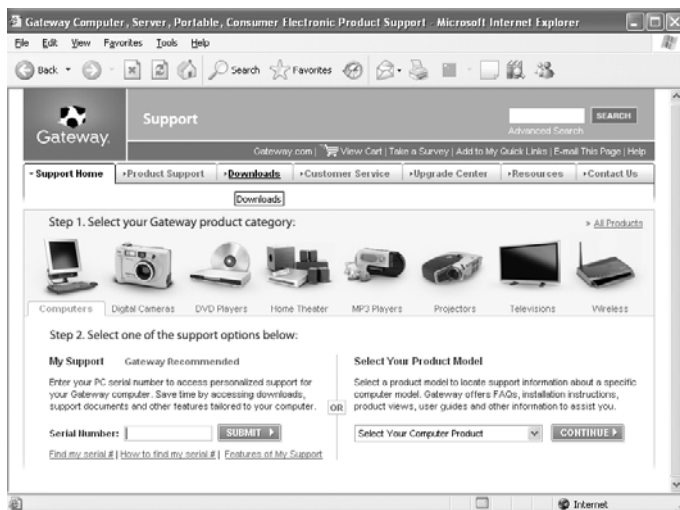 Gateway Computer, Server, Portable, Consumer Electronic Product Support - Microsoft Internet Explorer
File Edit View Favorites Tools Help
Back Search Favorites
Gateway.
Support
SEARCH
Advanced Search
Gateway.com | View Cart | Take a Survey | Add to My Quick Links | E-mail This Page | Help
Support Home Product Support Downloads Customer Service Upgrade Center Resources Contact Us
Downloads
Step 1. Select your Gateway product category:
» All Products
Computers Digital Cameras DVD Players Home Theater MP3 Players Projectors Televisions Wireless
Step 2. Select one of the support options below:
My Support Gateway Recommended
Enter your PC serial number to access personalized support for
your Gateway computer. Save time by accessing downloads,
support documents and other features tailored to your computer.
Serial Number: SUBMIT
Find my serial # | How to find my serial # | Features of My Support
OR
Select Your Product Model
Select a product model to locate support information about a specific
computer model. Gateway offers FAQs, installation instructions,
product views, user guides and other information to assist you.
Select Your Computer Product CONTINUE
Internet